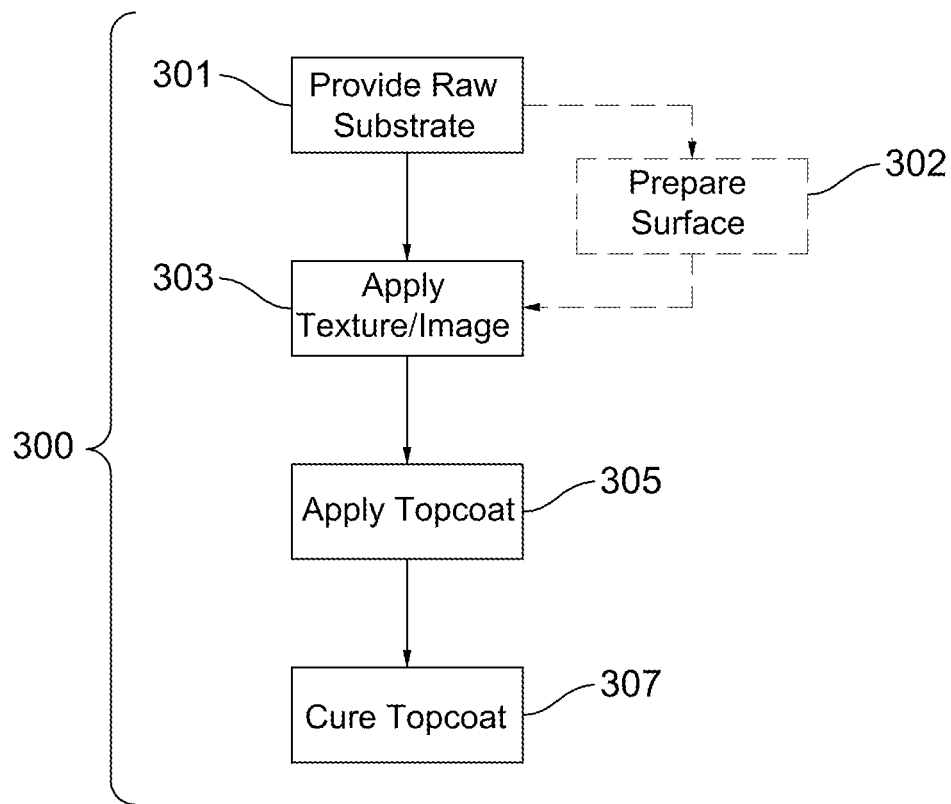 301
Provide Raw
Substrate
302
Prepare
Surface
303
Apply
Texture/Image
300
305
Apply Topcoat
307
Cure Topcoat